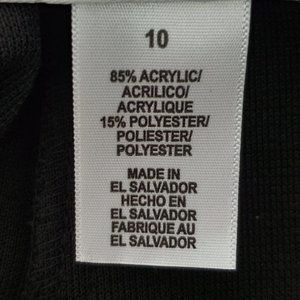 10
85% ACRYLIC/
ACRILICO/
ACRYLIQUE
15% POLYESTER/
POLIESTER/
POLYESTER
MADE IN
EL SALVADOR
HECHO EN
EL SALVADOR
FABRIQUE AU
EL SALVADOR